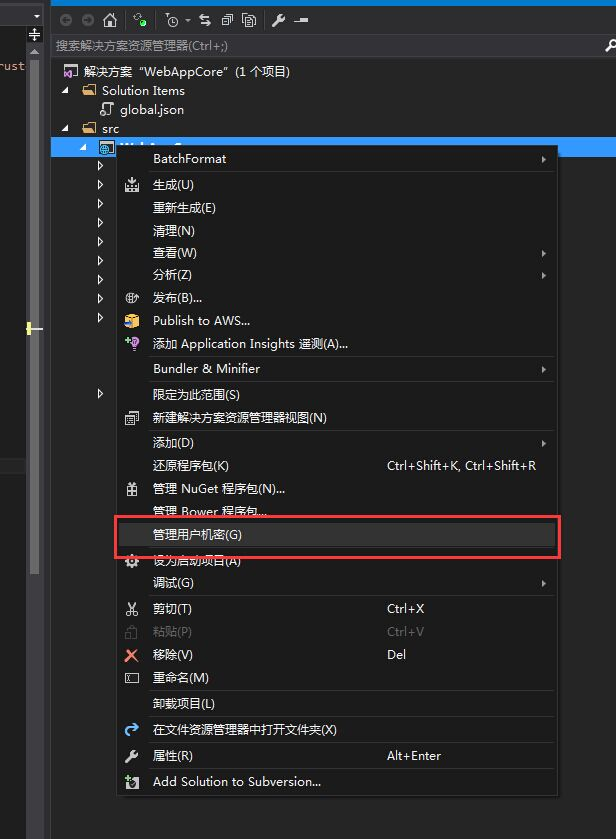 rust
搜索解决方案资源管理器(Ctrl+;)
解决方案 "WebAppCore" (1 个项目)
Solution Items
global.json
src
BatchFormat
生成(U)
重新生成(E)
清理(N)
查看(W)
分析(Z)
发布(B)...
Publish to AWS...
添加 Application Insights 遥测(A)...
Bundler & Minifier
限定为此范围(S)
新建解决方案资源管理器视图(N)
添加(D)
还原程序包(K) Ctrl+Shift+K, Ctrl+Shift+R
管理 NuGet 程序包(N)...
管理 Bower 程序包...
管理用户机密(G)
设为启动项目(A)
调试(G)
剪切(T) Ctrl+X
粘贴(P) Ctrl+V
移除(V) Del
重命名(M)
卸载项目(L)
在文件资源管理器中打开文件夹(X)
属性(R) Alt+Enter
Add Solution to Subversion...